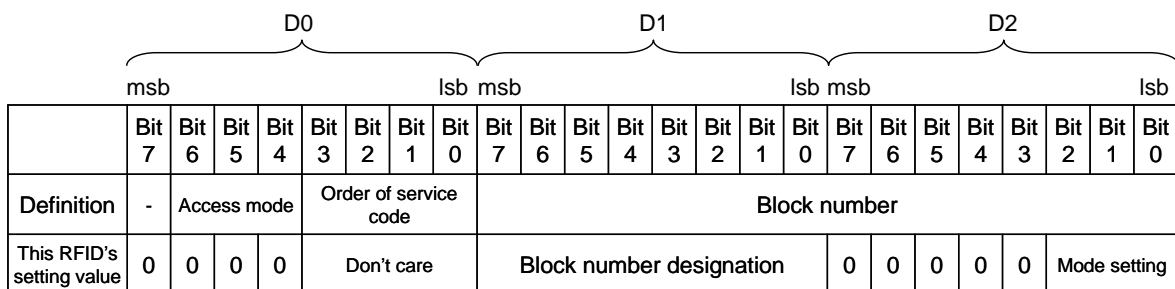 D0 D1 D2
msb lsb msb lsb msb lsb
Bit 7 Bit 6 Bit 5 Bit 4 Bit 3 Bit 2 Bit 1 Bit 0 Bit 7 Bit 6 Bit 5 Bit 4 Bit 3 Bit 2 Bit 1 Bit 0 Bit 7 Bit 6 Bit 5 Bit 4 Bit 3 Bit 2 Bit 1 Bit 0
Definition - Access mode Order of service code Block number
This RFID's setting value 0 0 0 0 Don't care Block number designation 0 0 0 0 0 Mode setting